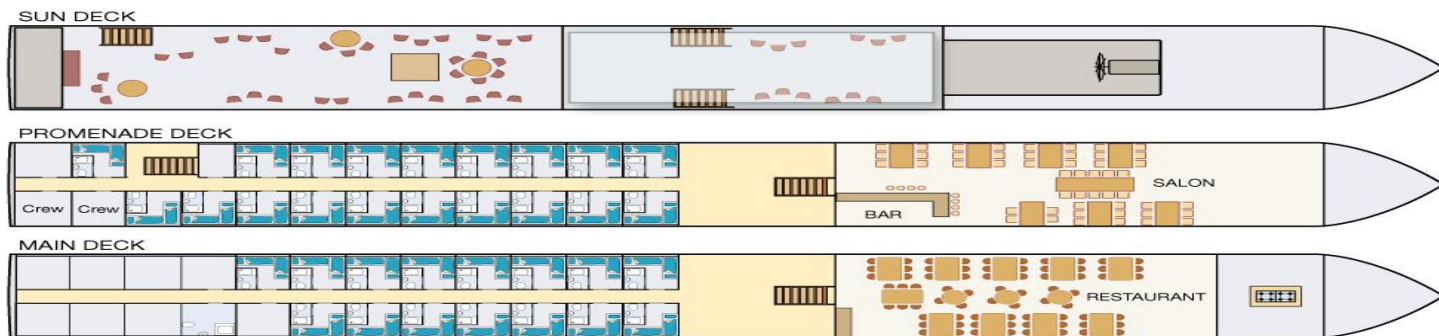 SUN DECK
PROMENADE DECK
Crew Crew
BAR
SALON
MAIN DECK
RESTAURANT